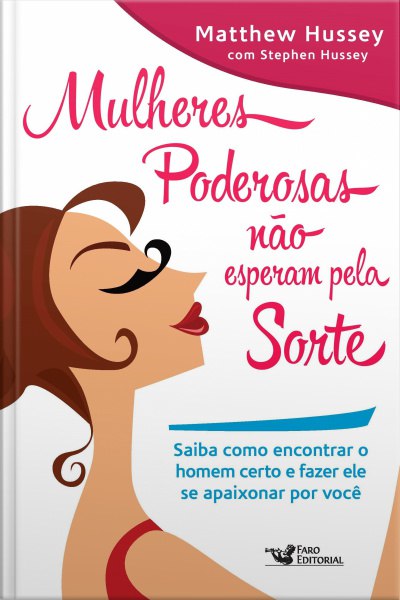 Matthew Hussey
com Stephen Hussey
Mulheres
Poderosas
não
esperam pela
Sorte
Saiba como encontrar o
homem certo e fazer ele
se apaixonar por você
FARO
EDITORIAL